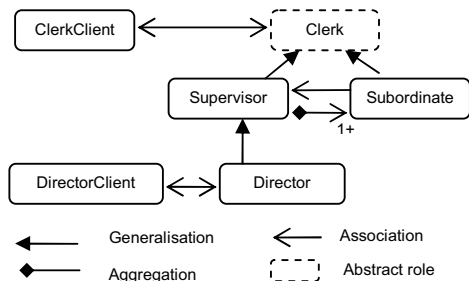 ClerkClient
Clerk
Supervisor
Subordinate
1+
DirectorClient
Director
Generalisation
Association
Aggregation
Abstract role